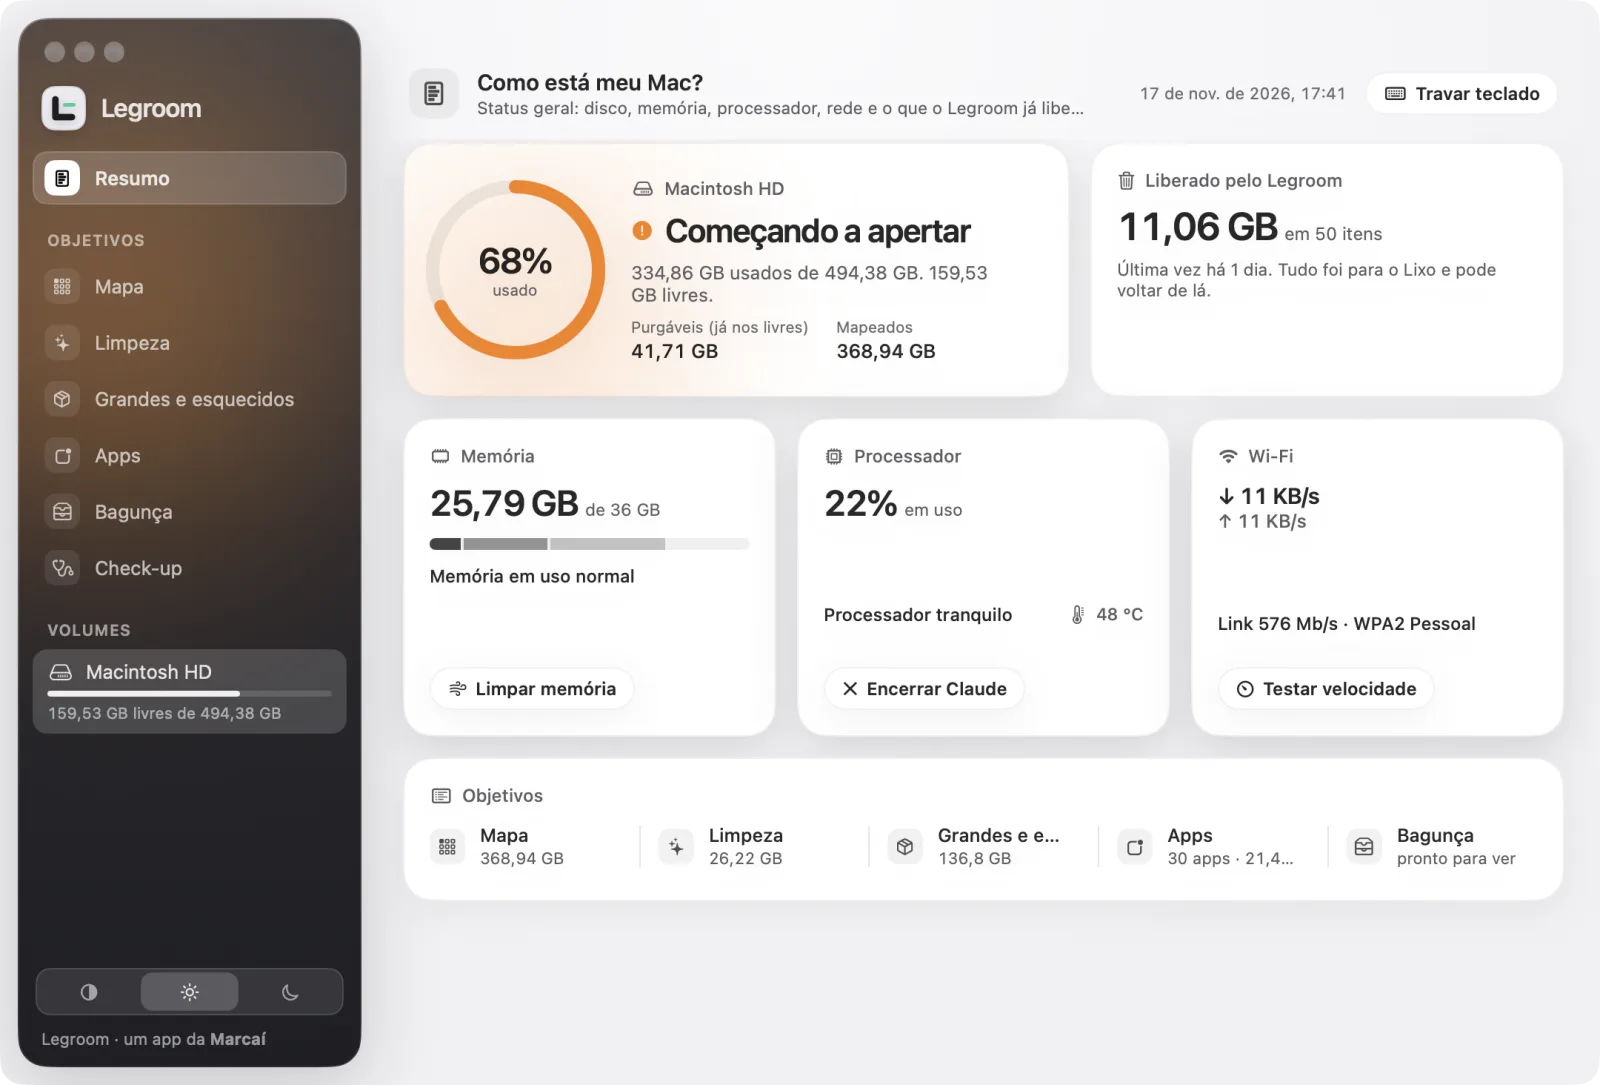 Legroom
Resumo
OBJETIVOS
Mapa
Limpeza
Grandes e esquecidos
Apps
Bagunça
Check-up
VOLUMES
Macintosh HD
159,53 GB livres de 494,38 GB
Legroom · um app da Marcaí
Como está meu Mac?
Status geral: disco, memória, processador, rede e o que o Legroom já libe...
17 de nov. de 2026, 17:41
Travar teclado
68%
usado
Macintosh HD
Começando a apertar
334,86 GB usados de 494,38 GB. 159,53
GB livres.
Purgáveis (já nos livres)
41,71 GB
Mapeados
368,94 GB
Liberado pelo Legroom
11,06 GB em 50 itens
Última vez há 1 dia. Tudo foi para o Lixo e pode
voltar de lá.
Memória
25,79 GB de 36 GB
Memória em uso normal
Limpar memória
Processador
22% em uso
Processador tranquilo
48 °C
Encerrar Claude
Wi-Fi
↓ 11 KB/s
↑ 11 KB/s
Link 576 Mb/s · WPA2 Pessoal
Testar velocidade
Objetivos
Mapa
368,94 GB
Limpeza
26,22 GB
Grandes e e...
136,8 GB
Apps
30 apps · 21,4...
Bagunça
pronto para ver